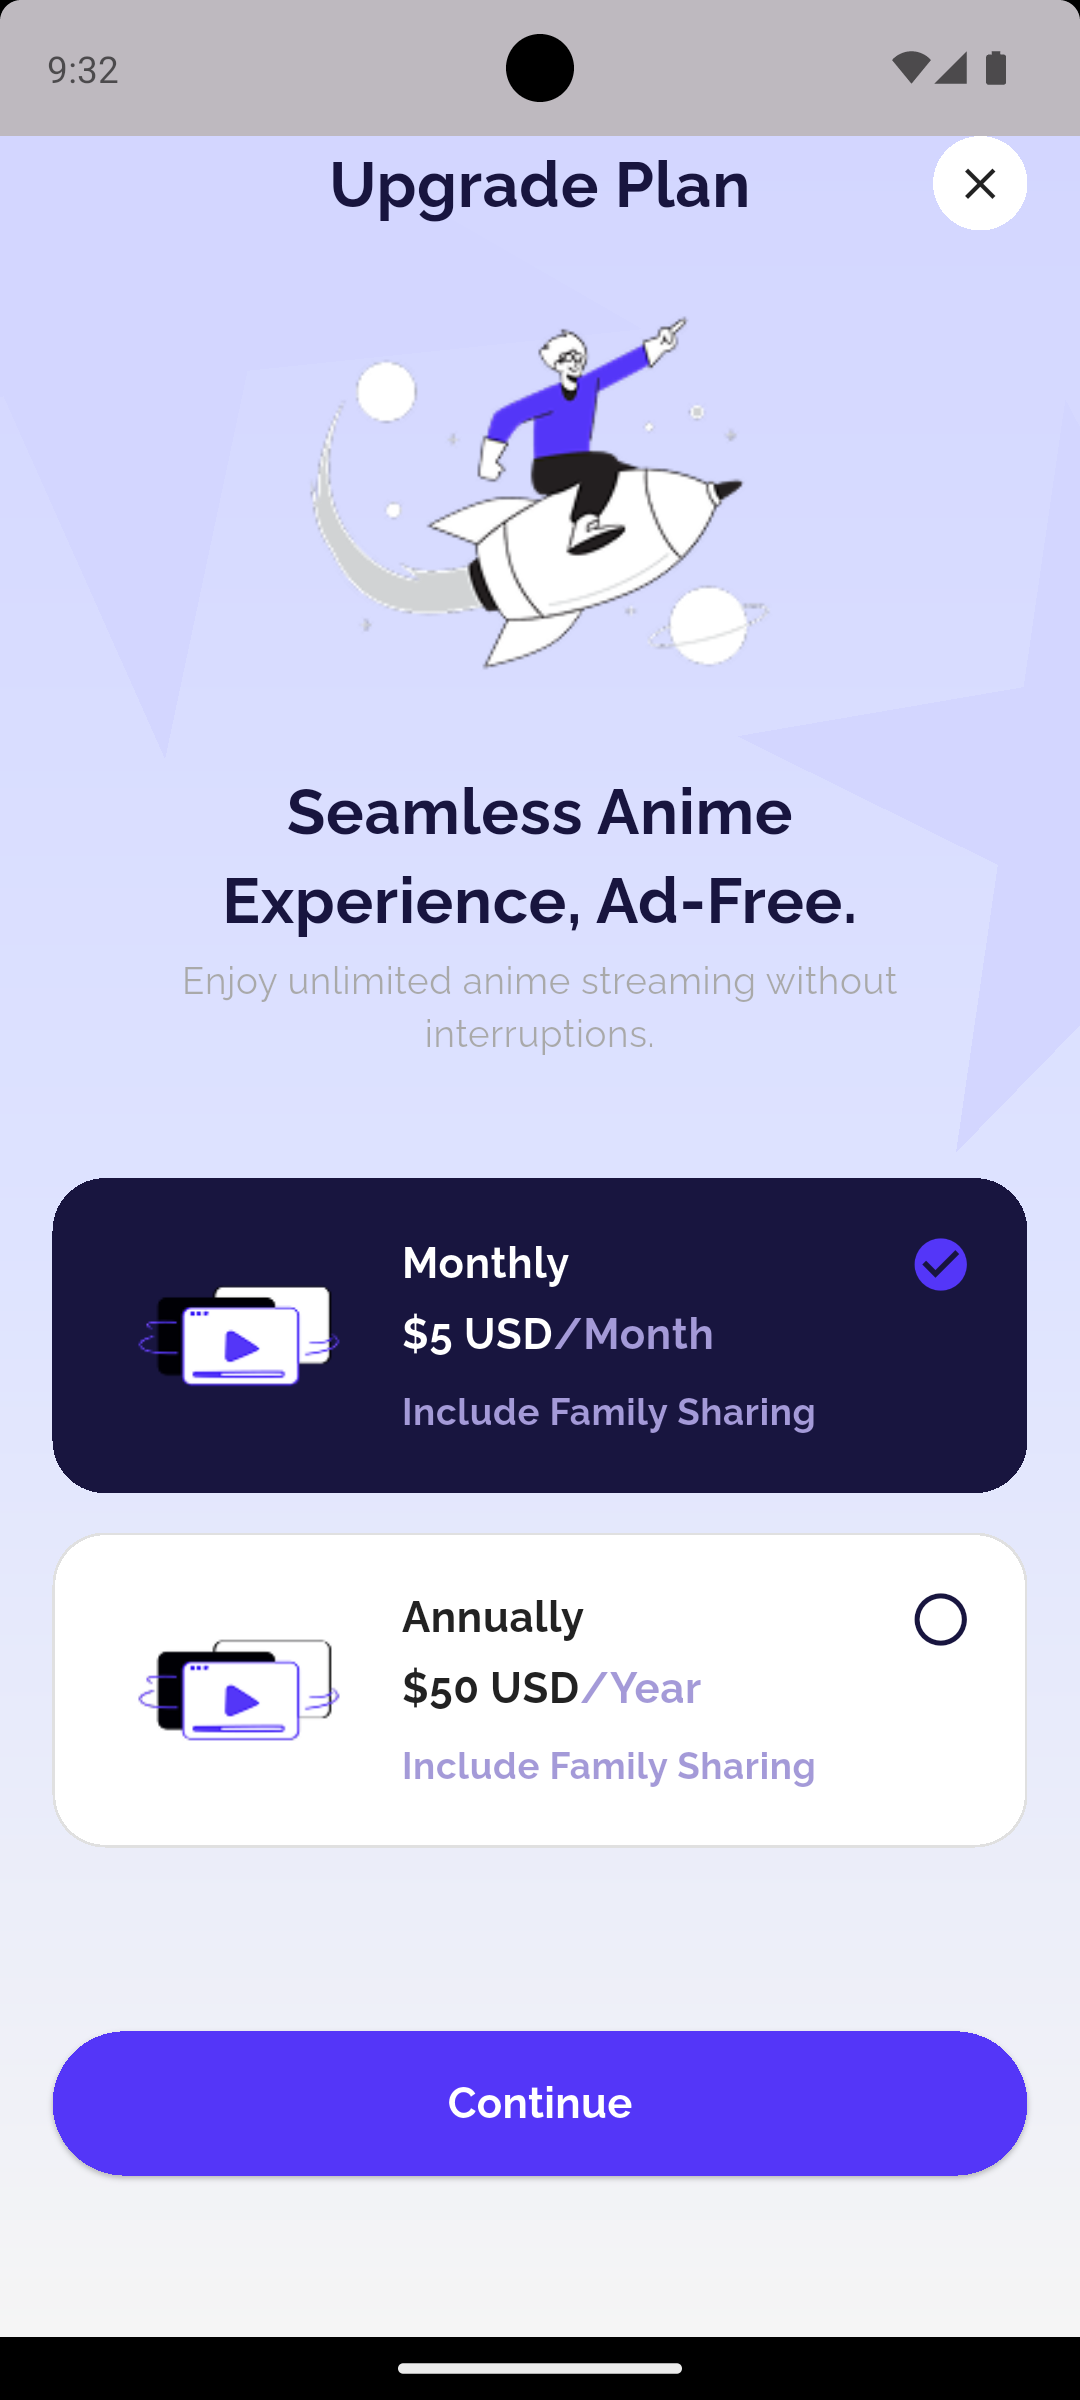 9:32
Upgrade Plan
Seamless Anime
Experience, Ad-Free.
Enjoy unlimited anime streaming without
interruptions.
Monthly
$5 USD/Month
Include Family Sharing
Annually
$50 USD/Year
Include Family Sharing
Continue